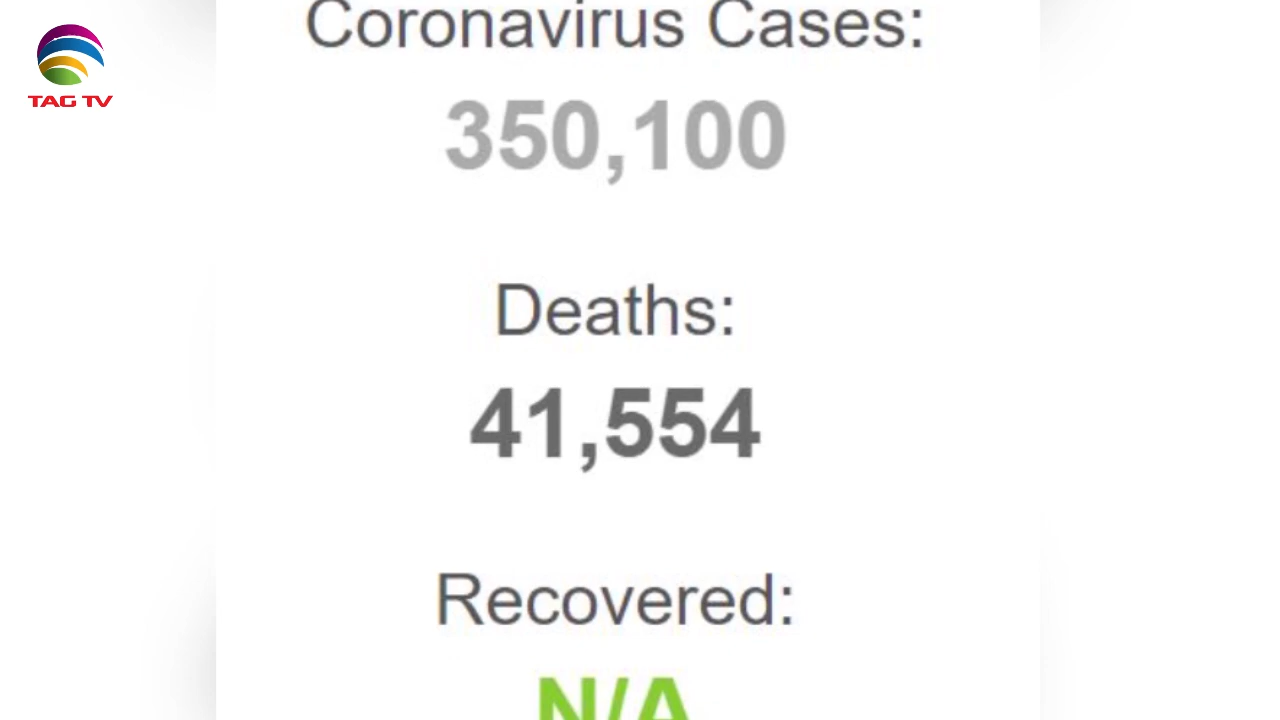 TAG TV
Coronavirus Cases:
350,100
Deaths:
41,554
Recovered:
N/A